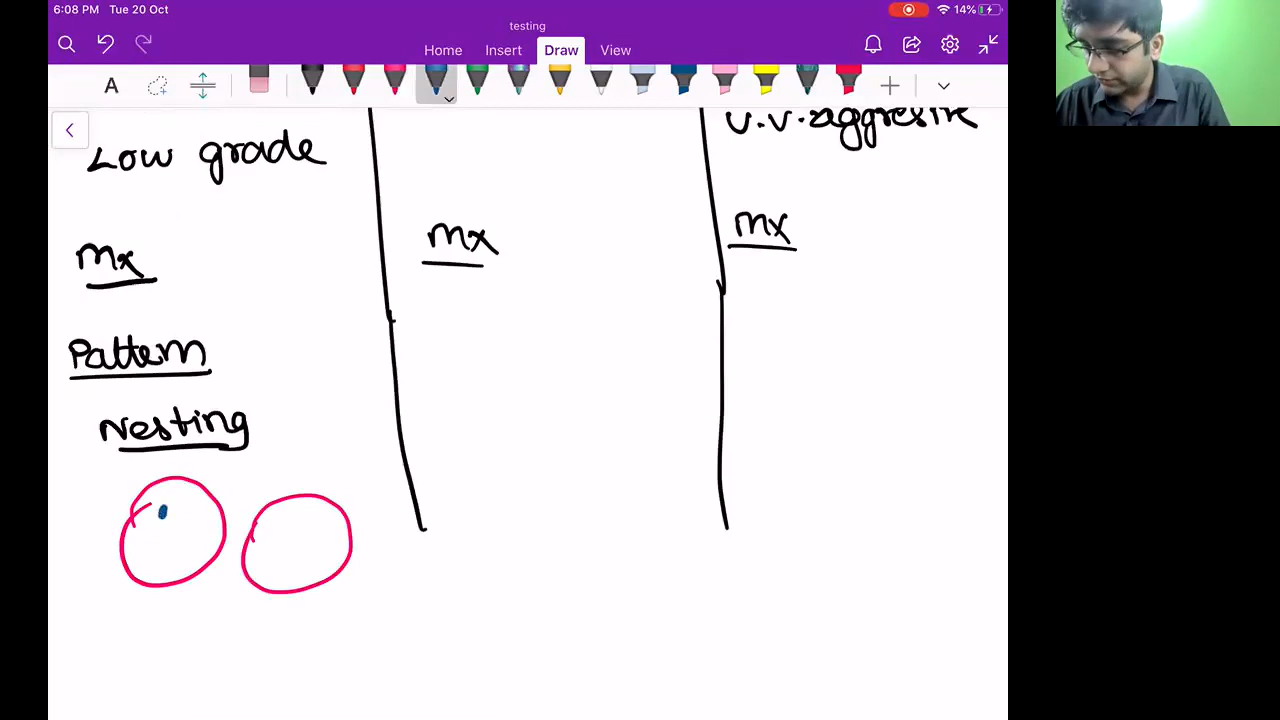 6:08 PM Tue 20 Oct
14%
testing
Home Insert Draw View
A
v.v.aggresive
Low grade
mx
mx
mx
Pattern
Nesting